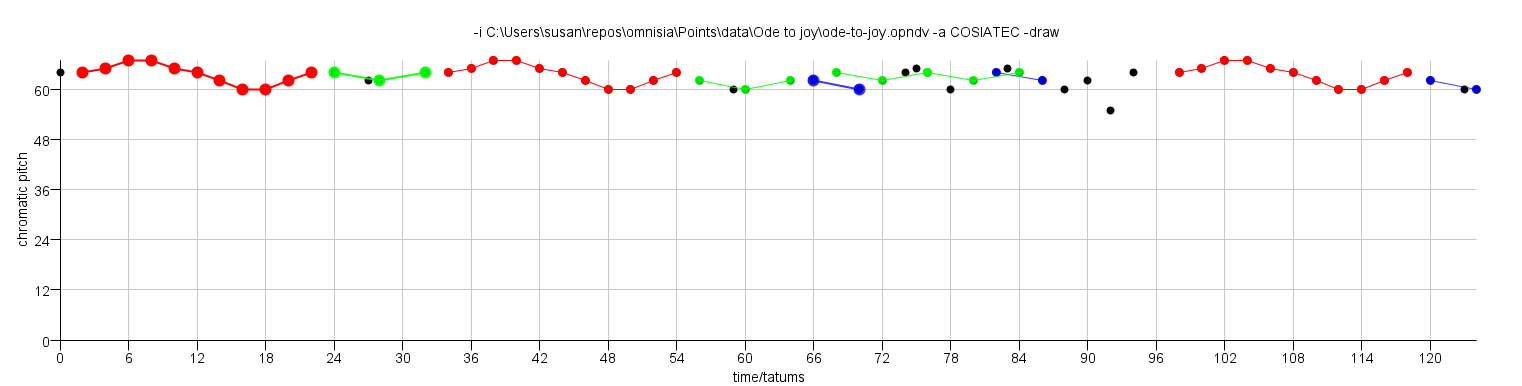 -i C:\Users\susan\repos\omnisia\Points\data\Ode to joy\ode-to-joy.opndv -a COSIATEC -draw
chromatic pitch
60
48
36
24
12
0
0 6 12 18 24 30 36 42 48 54 60 66 72 78 84 90 96 102 108 114 120
time/tatums